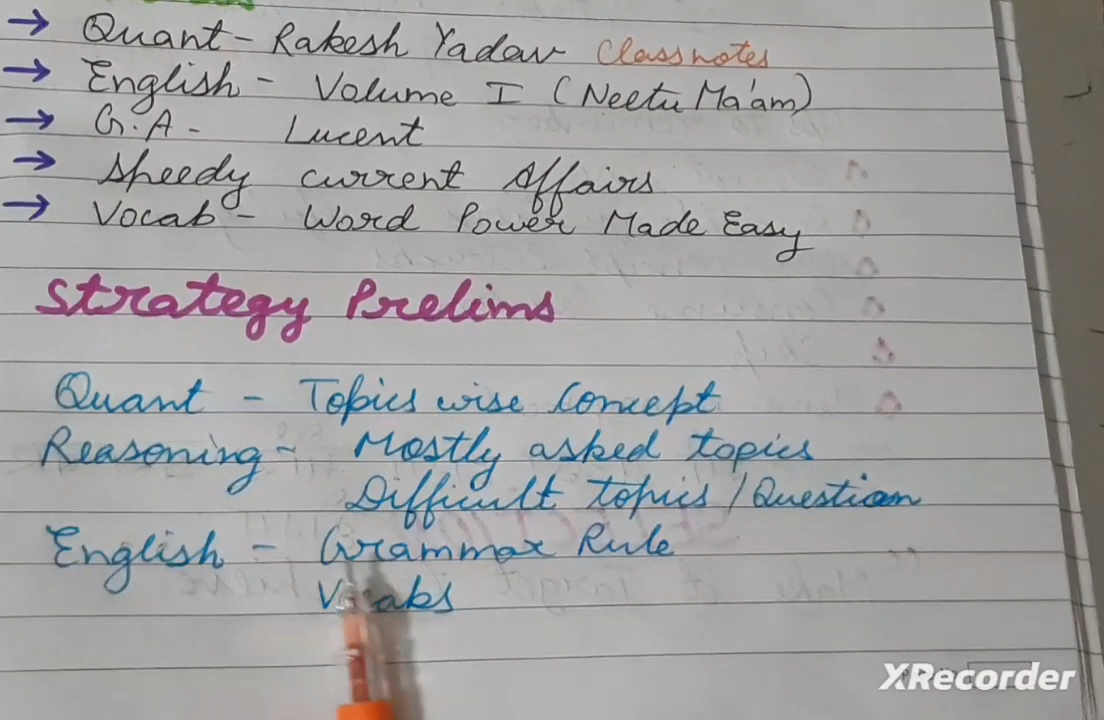 → Quant - Rakesh Yadav Classnotes
→ English - Volume I (Neetu Ma'am)
→ G.A - Lucent
→ Speedy current Affairs
→ Vocab - Word Power Made Easy
Strategy Prelims
Quant - Topics wise Concept
Reasoning - Mostly asked topics
Difficult topics / Question
English - Grammar Rule
Vocabs
XRecorder